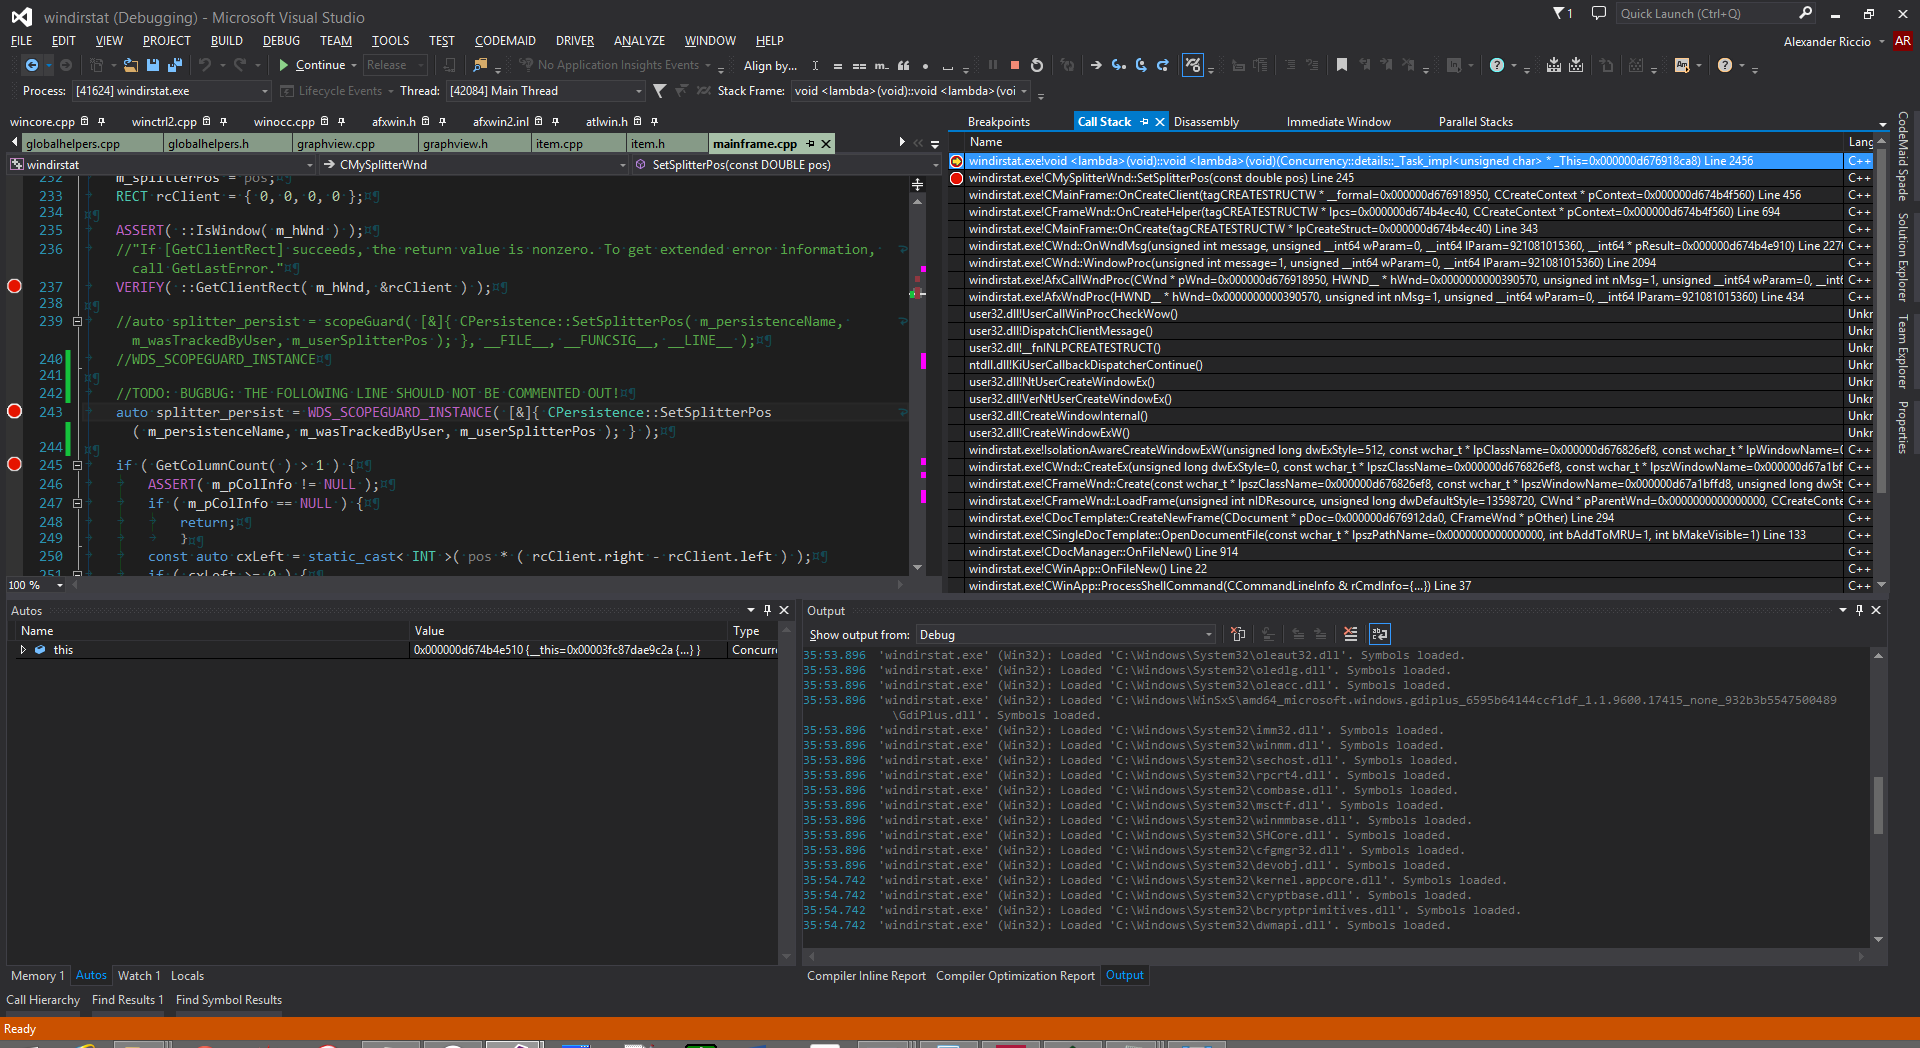 windirstat (Debugging) - Microsoft Visual Studio
1
Quick Launch (Ctrl+Q)
FILE EDIT VIEW PROJECT BUILD DEBUG TEAM TOOLS TEST CODEMAID DRIVER ANALYZE WINDOW HELP
Alexander Riccio AR
Continue Release No Application Insights Events Align by...
Process: [41624] windirstat.exe Lifecycle Events Thread: [42084] Main Thread Stack Frame: void <lambda>(void)::void <lambda>(voi
wincore.cpp winctrl2.cpp winocc.cpp afxwin.h afxwin2.inl atlwin.h
globalhelpers.cpp globalhelpers.h graphview.cpp graphview.h item.cpp item.h mainframe.cpp
windirstat CMySplitterWnd SetSplitterPos(const DOUBLE pos)
232 m_splitterPos = pos;
233 RECT rcClient = { 0, 0, 0, 0 };
234
235 ASSERT( ::IsWindow( m_hWnd ) );
236 //"If [GetClientRect] succeeds, the return value is nonzero. To get extended error information,
call GetLastError."
237 VERIFY( ::GetClientRect( m_hWnd, &rcClient ) );
238
239 //auto splitter_persist = scopeGuard( [&]{ CPersistence::SetSplitterPos( m_persistenceName,
m_wasTrackedByUser, m_userSplitterPos ); }, __FILE__, __FUNCSIG__, __LINE__ );
240 //WDS_SCOPEGUARD_INSTANCE
241
242 //TODO: BUGBUG: THE FOLLOWING LINE SHOULD NOT BE COMMENTED OUT!
243 auto splitter_persist = WDS_SCOPEGUARD_INSTANCE( [&]{ CPersistence::SetSplitterPos
( m_persistenceName, m_wasTrackedByUser, m_userSplitterPos ); } );
244
245 if ( GetColumnCount( ) > 1 ) {
246 ASSERT( m_pColInfo != NULL );
247 if ( m_pColInfo == NULL ) {
248 return;
249 }
250 const auto cxLeft = static_cast< INT >( pos * ( rcClient.right - rcClient.left ) );
251 if ( cxLeft >= 0 ) {
100 %
Breakpoints Call Stack Disassembly Immediate Window Parallel Stacks
Name Lang
windirstat.exe!void <lambda>(void)::void <lambda>(void)(Concurrency::details::_Task_impl<unsigned char> * _This=0x000000d676918ca8) Line 2456 C++
windirstat.exe!CMySplitterWnd::SetSplitterPos(const double pos) Line 245 C++
windirstat.exe!CMainFrame::OnCreateClient(tagCREATESTRUCTW * __formal=0x000000d676918950, CCreateContext * pContext=0x000000d674b4f560) Line 456 C++
windirstat.exe!CFrameWnd::OnCreateHelper(tagCREATESTRUCTW * lpcs=0x000000d674b4ec40, CCreateContext * pContext=0x000000d674b4f560) Line 694 C++
windirstat.exe!CMainFrame::OnCreate(tagCREATESTRUCTW * lpCreateStruct=0x000000d674b4ec40) Line 343 C++
windirstat.exe!CWnd::OnWndMsg(unsigned int message, unsigned __int64 wParam=0, __int64 lParam=921081015360, __int64 * pResult=0x000000d674b4e910) Line 2270 C++
windirstat.exe!CWnd::WindowProc(unsigned int message=1, unsigned __int64 wParam=0, __int64 lParam=921081015360) Line 2094 C++
windirstat.exe!AfxCallWndProc(CWnd * pWnd=0x000000d676918950, HWND__ * hWnd=0x0000000000390570, unsigned int nMsg=1, unsigned __int64 wParam=0, __int6 C++
windirstat.exe!AfxWndProc(HWND__ * hWnd=0x0000000000390570, unsigned int nMsg=1, unsigned __int64 wParam=0, __int64 lParam=921081015360) Line 434 C++
user32.dll!UserCallWinProcCheckWow() Unkr
user32.dll!DispatchClientMessage() Unkr
user32.dll!__fnINLPCREATESTRUCT() Unkr
ntdll.dll!KiUserCallbackDispatcherContinue() Unkr
user32.dll!NtUserCreateWindowEx() Unkr
user32.dll!VerNtUserCreateWindowEx() Unkr
user32.dll!CreateWindowInternal() Unkr
user32.dll!CreateWindowExW() Unkr
windirstat.exe!IsolationAwareCreateWindowExW(unsigned long dwExStyle=512, const wchar_t * lpClassName=0x000000d676826ef8, const wchar_t * lpWindowName=0 C++
windirstat.exe!CWnd::CreateEx(unsigned long dwExStyle=0, const wchar_t * lpszClassName=0x000000d676826ef8, const wchar_t * lpszWindowName=0x000000d67a1bff C++
windirstat.exe!CFrameWnd::Create(const wchar_t * lpszClassName=0x000000d676826ef8, const wchar_t * lpszWindowName=0x000000d67a1bffd8, unsigned long dwSty C++
windirstat.exe!CFrameWnd::LoadFrame(unsigned int nIDResource, unsigned long dwDefaultStyle=13598720, CWnd * pParentWnd=0x0000000000000000, CCreateConte C++
windirstat.exe!CDocTemplate::CreateNewFrame(CDocument * pDoc=0x000000d676912da0, CFrameWnd * pOther) Line 294 C++
windirstat.exe!CSingleDocTemplate::OpenDocumentFile(const wchar_t * lpszPathName=0x0000000000000000, int bAddToMRU=1, int bMakeVisible=1) Line 133 C++
windirstat.exe!CDocManager::OnFileNew() Line 914 C++
windirstat.exe!CWinApp::OnFileNew() Line 22 C++
windirstat.exe!CWinApp::ProcessShellCommand(CCommandLineInfo & rCmdInfo={...}) Line 37 C++
CodeMaid Spade
Solution Explorer
Team Explorer
Properties
Autos
Name Value Type
this 0x000000d674b4e510 {__this=0x00003fc87dae9c2a {...} } Concurre
Memory 1 Autos Watch 1 Locals
Output
Show output from: Debug
35:53.896 'windirstat.exe' (Win32): Loaded 'C:\Windows\System32\oleaut32.dll'. Symbols loaded.
35:53.896 'windirstat.exe' (Win32): Loaded 'C:\Windows\System32\oledlg.dll'. Symbols loaded.
35:53.896 'windirstat.exe' (Win32): Loaded 'C:\Windows\System32\oleacc.dll'. Symbols loaded.
35:53.896 'windirstat.exe' (Win32): Loaded 'C:\Windows\WinSxS\amd64_microsoft.windows.gdiplus_6595b64144ccf1df_1.1.9600.17415_none_932b3b5547500489
\GdiPlus.dll'. Symbols loaded.
35:53.896 'windirstat.exe' (Win32): Loaded 'C:\Windows\System32\imm32.dll'. Symbols loaded.
35:53.896 'windirstat.exe' (Win32): Loaded 'C:\Windows\System32\winmm.dll'. Symbols loaded.
35:53.896 'windirstat.exe' (Win32): Loaded 'C:\Windows\System32\sechost.dll'. Symbols loaded.
35:53.896 'windirstat.exe' (Win32): Loaded 'C:\Windows\System32\rpcrt4.dll'. Symbols loaded.
35:53.896 'windirstat.exe' (Win32): Loaded 'C:\Windows\System32\combase.dll'. Symbols loaded.
35:53.896 'windirstat.exe' (Win32): Loaded 'C:\Windows\System32\msctf.dll'. Symbols loaded.
35:53.896 'windirstat.exe' (Win32): Loaded 'C:\Windows\System32\winmmbase.dll'. Symbols loaded.
35:53.896 'windirstat.exe' (Win32): Loaded 'C:\Windows\System32\SHCore.dll'. Symbols loaded.
35:53.896 'windirstat.exe' (Win32): Loaded 'C:\Windows\System32\cfgmgr32.dll'. Symbols loaded.
35:53.896 'windirstat.exe' (Win32): Loaded 'C:\Windows\System32\devobj.dll'. Symbols loaded.
35:54.742 'windirstat.exe' (Win32): Loaded 'C:\Windows\System32\kernel.appcore.dll'. Symbols loaded.
35:54.742 'windirstat.exe' (Win32): Loaded 'C:\Windows\System32\cryptbase.dll'. Symbols loaded.
35:54.742 'windirstat.exe' (Win32): Loaded 'C:\Windows\System32\bcryptprimitives.dll'. Symbols loaded.
35:54.742 'windirstat.exe' (Win32): Loaded 'C:\Windows\System32\dwmapi.dll'. Symbols loaded.
Compiler Inline Report Compiler Optimization Report Output
Call Hierarchy Find Results 1 Find Symbol Results
Ready